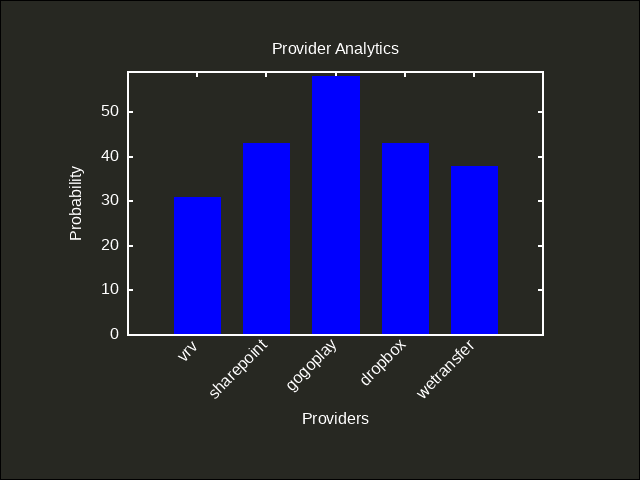 Provider Analytics
50
40
30
20
10
0
Probability
vrv
sharepoint
gogoplay
dropbox
wetransfer
Providers